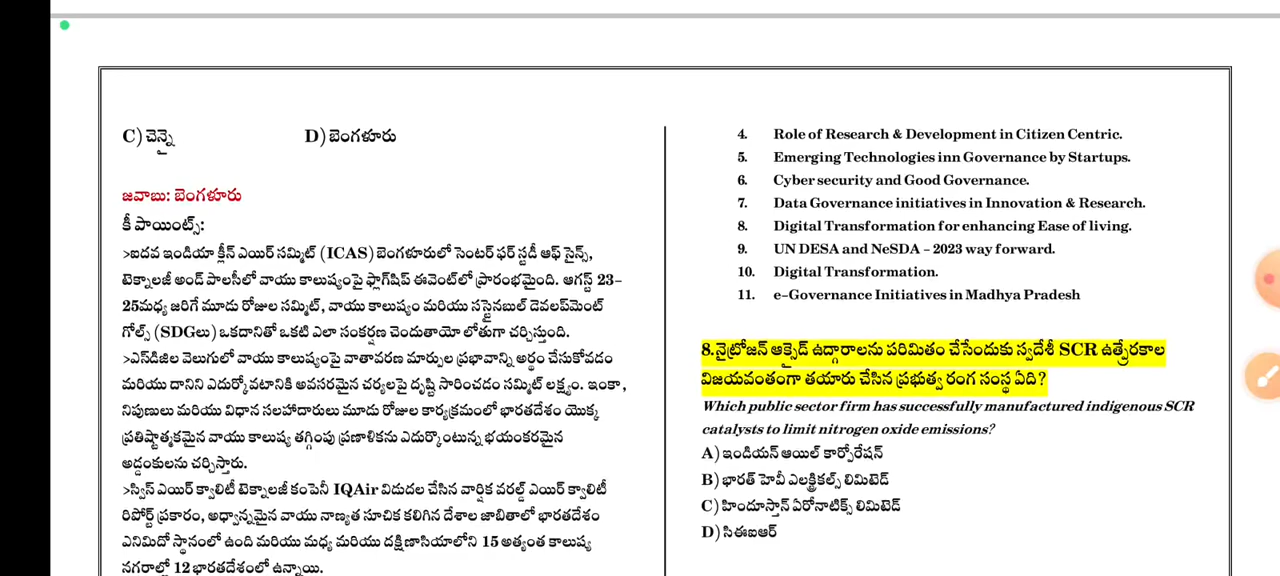 C) చెన్నై D) బెంగళూరు
జవాబు: బెంగళూరు
కీ పాయింట్స్:
>ఐదవ ఇండియా క్లీన్ ఎయిర్ సమ్మిట్ (ICAS) బెంగళూరులో సెంటర్ ఫర్ స్టడీ ఆఫ్ సైన్స్,
టెక్నాలజీ అండ్ పాలసీలో వాయు కాలుష్యంపై ఫ్లాగ్‌షిప్ ఈవెంట్‌లో ప్రారంభమైంది. ఆగస్ట్ 23–
25మధ్య జరిగే మూడు రోజుల సమ్మిట్, వాయు కాలుష్యం మరియు సస్టైనబుల్ డెవలప్‌మెంట్
గోల్స్ (SDGలు) ఒకదానితో ఒకటి ఎలా సంకర్షణ చెందుతాయో లోతుగా చర్చిస్తుంది.
>ఎస్‌డిజిల వెలుగులో వాయు కాలుష్యంపై వాతావరణ మార్పుల ప్రభావాన్ని అర్థం చేసుకోవడం
మరియు దానిని ఎదుర్కోవటానికి అవసరమైన చర్యలపై దృష్టి సారించడం సమ్మిట్ లక్ష్యం. ఇంకా,
నిపుణులు మరియు విధాన సలహాదారులు మూడు రోజుల కార్యక్రమంలో భారతదేశం యొక్క
ప్రతిష్టాత్మకమైన వాయు కాలుష్య తగ్గింపు ప్రణాళికను ఎదుర్కొంటున్న భయంకరమైన
అడ్డంకులను చర్చిస్తారు.
>స్విస్ ఎయిర్ క్వాలిటీ టెక్నాలజీ కంపెనీ IQAir విడుదల చేసిన వార్షిక వరల్డ్ ఎయిర్ క్వాలిటీ
రిపోర్ట్ ప్రకారం, అధ్వాన్నమైన వాయు నాణ్యత సూచిక కలిగిన దేశాల జాబితాలో భారతదేశం
ఎనిమిదో స్థానంలో ఉంది మరియు మధ్య మరియు దక్షిణాసియాలోని 15 అత్యంత కాలుష్య
నగరాల్లో 12 భారతదేశంలో ఉన్నాయి.
4. Role of Research & Development in Citizen Centric.
5. Emerging Technologies inn Governance by Startups.
6. Cyber security and Good Governance.
7. Data Governance initiatives in Innovation & Research.
8. Digital Transformation for enhancing Ease of living.
9. UN DESA and NeSDA – 2023 way forward.
10. Digital Transformation.
11. e-Governance Initiatives in Madhya Pradesh
8.నైట్రోజన్ ఆక్సైడ్ ఉద్గారాలను పరిమితం చేసేందుకు స్వదేశీ SCR ఉత్ప్రేరకాల
విజయవంతంగా తయారు చేసిన ప్రభుత్వ రంగ సంస్థ ఏది?
Which public sector firm has successfully manufactured indigenous SCR
catalysts to limit nitrogen oxide emissions?
A) ఇండియన్ ఆయిల్ కార్పోరేషన్
B) భారత్ హెవీ ఎలక్ట్రికల్స్ లిమిటెడ్
C) హిందూస్తాన్ ఏరోనాటిక్స్ లిమిటెడ్
D) సిఈఐఆర్